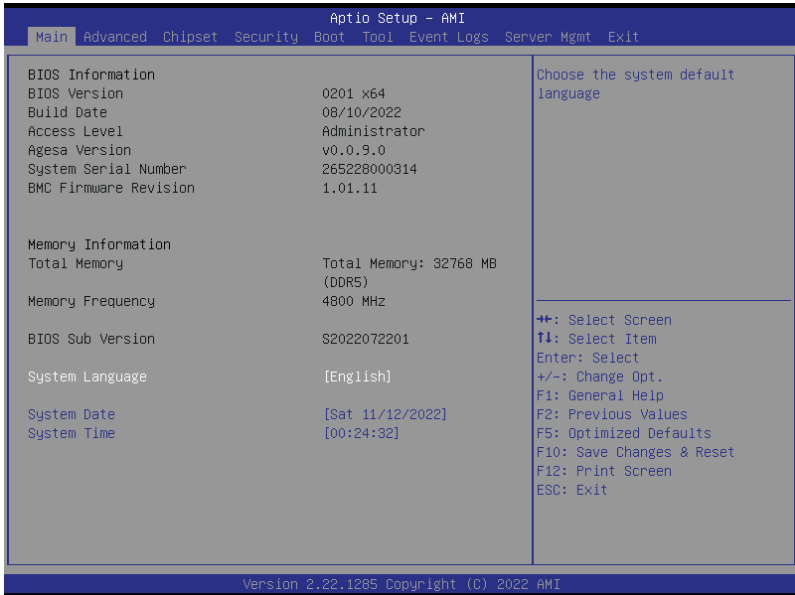 Aptio Setup – AMI
Main Advanced Chipset Security Boot Tool Event Logs Server Mgmt Exit
BIOS Information
BIOS Version 0201 x64
Build Date 08/10/2022
Access Level Administrator
Agesa Version v0.0.9.0
System Serial Number 265228000314
BMC Firmware Revision 1.01.11
Memory Information
Total Memory Total Memory: 32768 MB
(DDR5)
Memory Frequency 4800 MHz
BIOS Sub Version S2022072201
System Language [English]
System Date [Sat 11/12/2022]
System Time [00:24:32]
Choose the system default
language
→←: Select Screen
↑↓: Select Item
Enter: Select
+/-: Change Opt.
F1: General Help
F2: Previous Values
F5: Optimized Defaults
F10: Save Changes & Reset
F12: Print Screen
ESC: Exit
Version 2.22.1285 Copyright (C) 2022 AMI